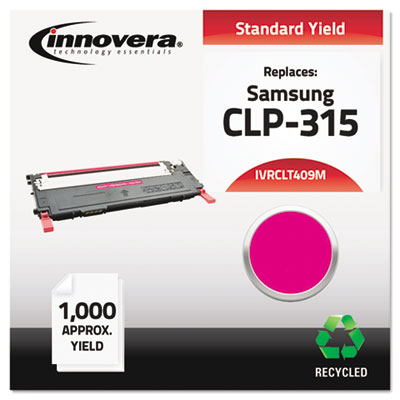 innovera
technology essentials
Standard Yield
Replaces:
Samsung
CLP-315
IVRCLT409M
1,000
APPROX.
YIELD
RECYCLED